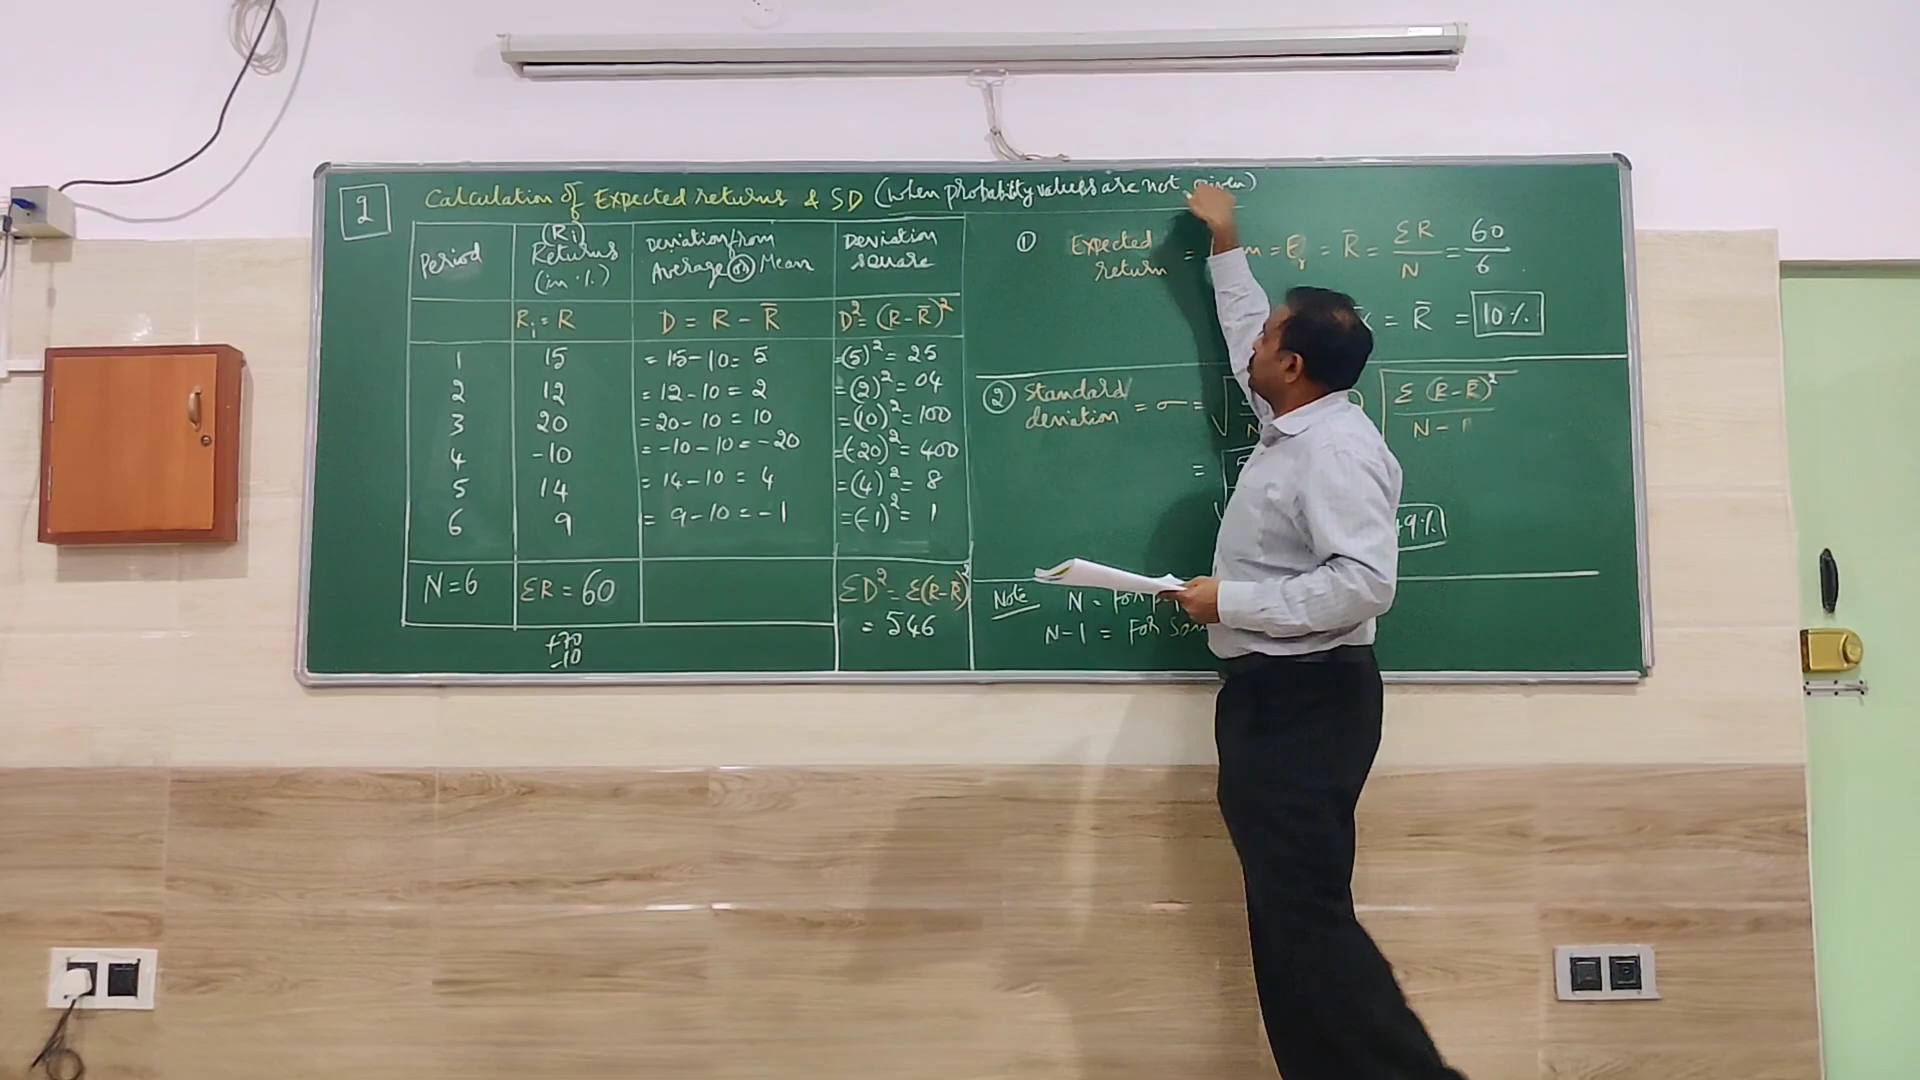 2
Calculation of Expected returns & SD (when probability values are not given)
Period
(Ri)
Returns
(in %)
Deviation from
Average (or) Mean
Deviation
square
Ri = R
D = R - R̄
D² = (R-R̄)²
1 15 = 15-10 = 5 =(5)² = 25
2 12 = 12-10 = 2 =(2)² = 04
3 20 = 20-10 = 10 =(10)² = 100
4 -10 = -10-10 = -20 =(-20)² = 400
5 14 = 14-10 = 4 =(4)² = 8
6 9 = 9-10 = -1 =(-1)² = 1
N=6 ΣR = 60 ΣD² = Σ(R-R̄)²
= 546
+70
-10
① Expected
return = = Er = R̄ = ΣR/N = 60/6
= R̄ = 10%
② Standard
deviation = σ = √ √Σ(R-R̄)²/N-1
=
49%
Note N = For
N-1 = For